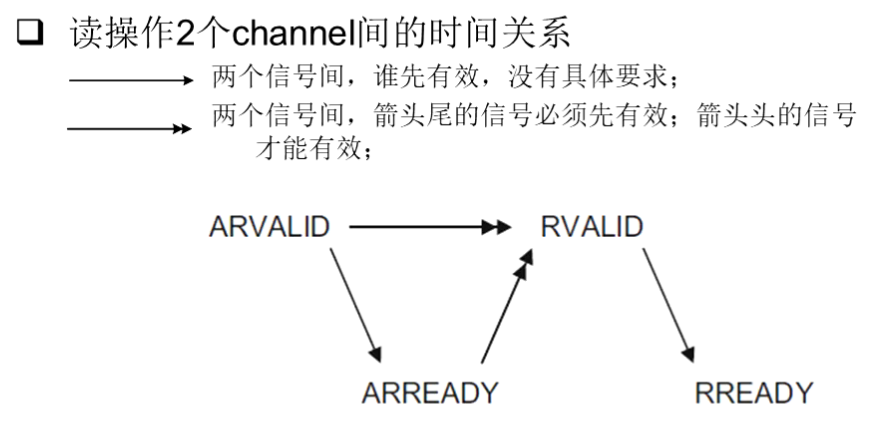 读操作2个channel间的时间关系
两个信号间，谁先有效，没有具体要求；
两个信号间，箭头尾的信号必须先有效；箭头头的信号
才能有效；
ARVALID RVALID
ARREADY RREADY